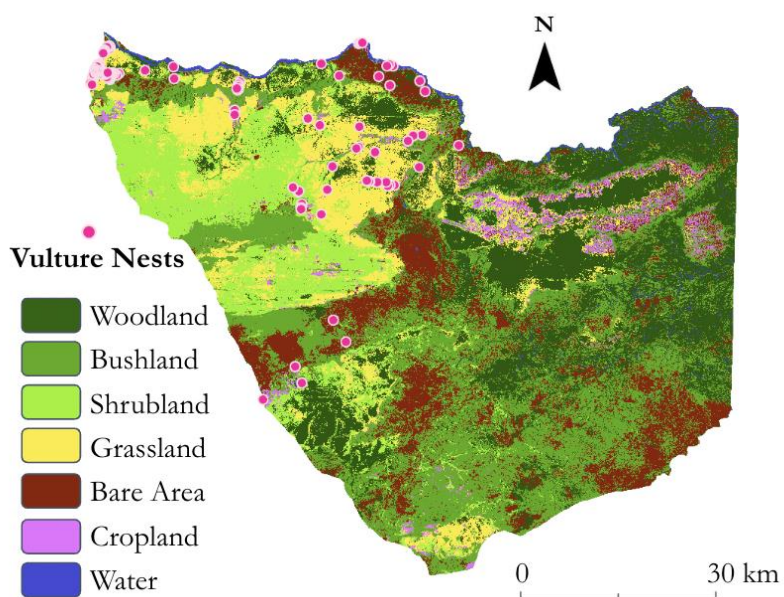 N
Vulture Nests
Woodland
Bushland
Shrubland
Grassland
Bare Area
Cropland
Water
0 30 km